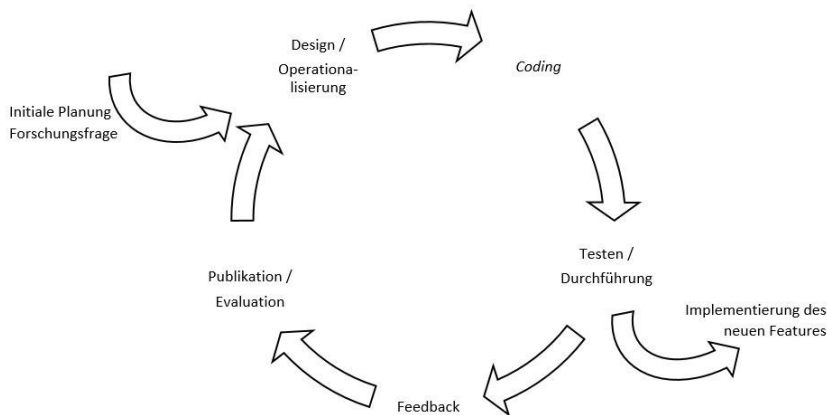 Design /
Operationa-
lisierung
Coding
Initiale Planung
Forschungsfrage
Testen /
Durchführung
Publikation /
Evaluation
Implementierung des
neuen Features
Feedback